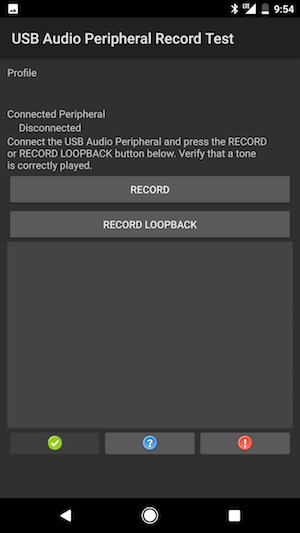 LTE 9:54
USB Audio Peripheral Record Test
Profile
Connected Peripheral
Disconnected
Connect the USB Audio Peripheral and press the RECORD
or RECORD LOOPBACK button below. Verify that a tone
is correctly played.
RECORD
RECORD LOOPBACK